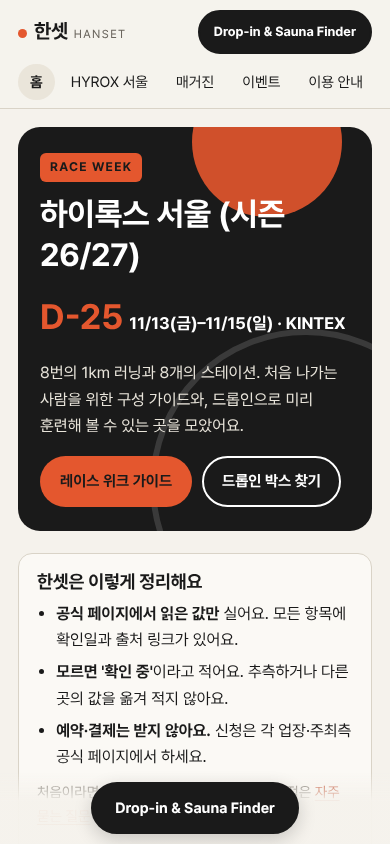 한셋 HANSET
Drop-in & Sauna Finder
홈 HYROX 서울 매거진 이벤트 이용 안내
RACE WEEK
하이록스 서울 (시즌
26/27)
D-25 11/13(금)–11/15(일) · KINTEX
8번의 1km 러닝과 8개의 스테이션. 처음 나가는
사람을 위한 구성 가이드와, 드롭인으로 미리
훈련해 볼 수 있는 곳을 모았어요.
레이스 위크 가이드
드롭인 박스 찾기
한셋은 이렇게 정리해요
• 공식 페이지에서 읽은 값만 실어요. 모든 항목에
확인일과 출처 링크가 있어요.
• 모르면 '확인 중'이라고 적어요. 추측하거나 다른
곳의 값을 옮겨 적지 않아요.
• 예약·결제는 받지 않아요. 신청은 각 업장·주최측
공식 페이지에서 하세요.
처음이라면 자주
Drop-in & Sauna Finder